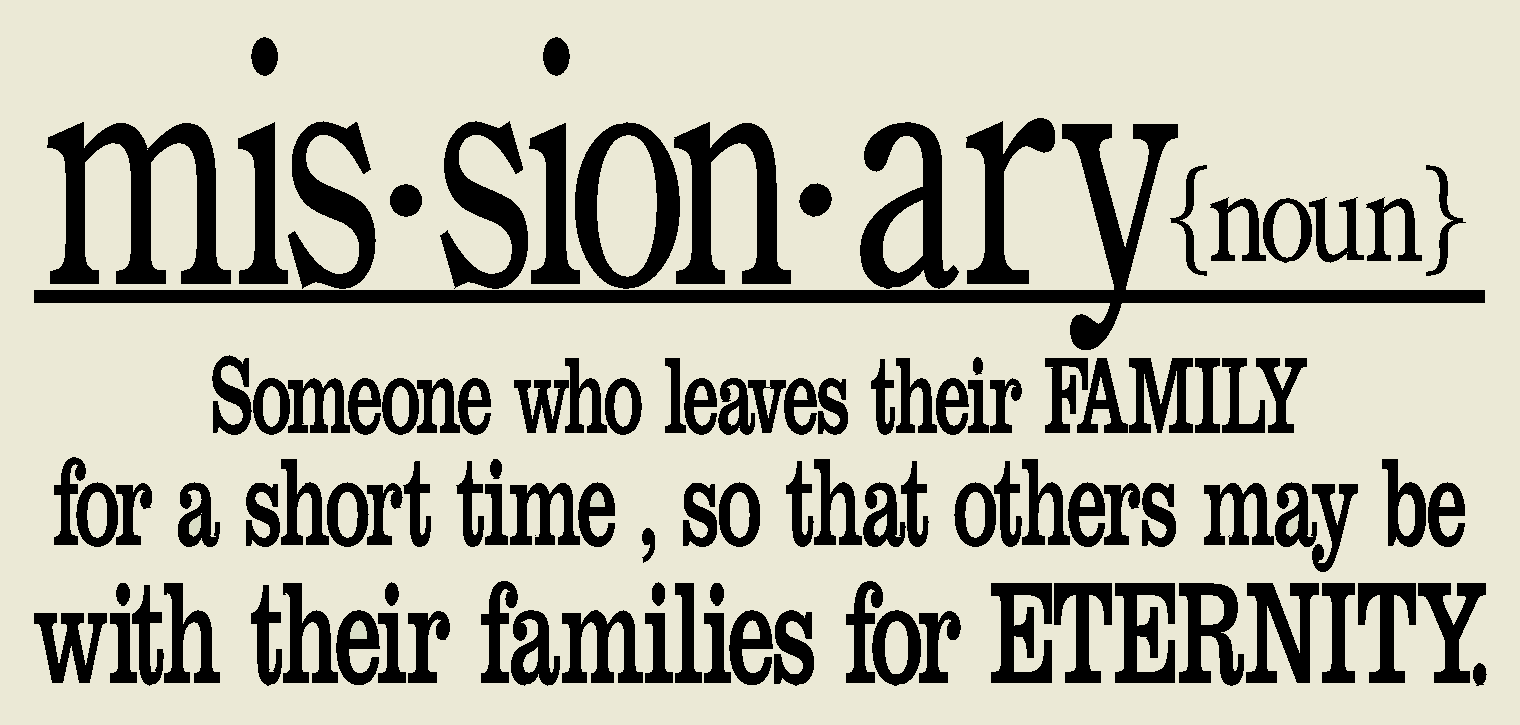 mis·sion·ary {noun}
Someone who leaves their FAMILY
for a short time , so that others may be
with their families for ETERNITY.